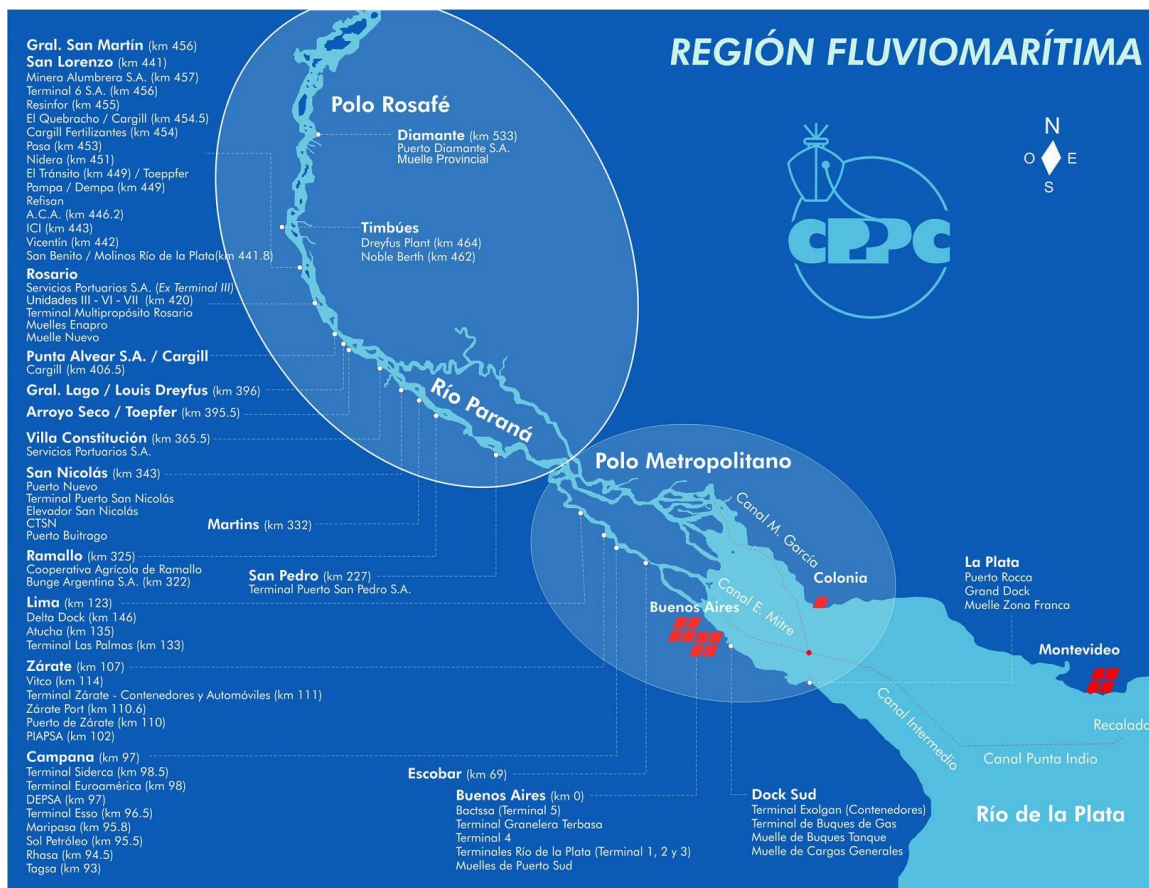 REGIÓN FLUVIOMARÍTIMA
N
O
E
S
CPPC
Gral. San Martín (km 456)
San Lorenzo (km 441)
Minera Alumbrera S.A. (km 457)
Terminal 6 S.A. (km 456)
Resinfor (km 455)
El Quebracho / Cargill (km 454.5)
Cargill Fertilizantes (km 454)
Pasa (km 453)
Nidera (km 451)
El Tránsito (km 449) / Toeppfer
Pampa / Dempa (km 449)
Refisan
A.C.A. (km 446.2)
ICI (km 443)
Vicentín (km 442)
San Benito / Molinos Río de la Plata(km 441.8)
Rosario
Servicios Portuarios S.A. (Ex Terminal III)
Unidades III - VI - VII (km 420)
Terminal Multipropósito Rosario
Muelles Enapro
Muelle Nuevo
Punta Alvear S.A. / Cargill
Cargill (km 406.5)
Gral. Lago / Louis Dreyfus (km 396)
Arroyo Seco / Toepfer (km 395.5)
Villa Constitución (km 365.5)
Servicios Portuarios S.A.
San Nicolás (km 343)
Puerto Nuevo
Terminal Puerto San Nicolás
Elevador San Nicolás
CTSN
Puerto Buitrago
Martins (km 332)
Ramallo (km 325)
Cooperativa Agrícola de Ramallo
Bunge Argentina S.A. (km 322)
San Pedro (km 227)
Terminal Puerto San Pedro S.A.
Lima (km 123)
Delta Dock (km 146)
Atucha (km 135)
Terminal Las Palmas (km 133)
Zárate (km 107)
Vitco (km 114)
Terminal Zárate - Contenedores y Automóviles (km 111)
Zárate Port (km 110.6)
Puerto de Zárate (km 110)
PIAPSA (km 102)
Campana (km 97)
Terminal Siderca (km 98.5)
Terminal Euroamérica (km 98)
DEPSA (km 97)
Terminal Esso (km 96.5)
Maripasa (km 95.8)
Sol Petróleo (km 95.5)
Rhasa (km 94.5)
Tagsa (km 93)
Polo Rosafé
Diamante (km 533)
Puerto Diamante S.A.
Muelle Provincial
Timbúes
Dreyfus Plant (km 464)
Noble Berth (km 462)
Río Paraná
Polo Metropolitano
Canal M. García
Colonia
Canal E. Mitre
Buenos Aires
La Plata
Puerto Rocca
Grand Dock
Muelle Zona Franca
Montevideo
Recalada
Canal Intermedio
Canal Punta Indio
Río de la Plata
Escobar (km 69)
Buenos Aires (km 0)
Bactssa (Terminal 5)
Terminal Granelera Terbasa
Terminal 4
Terminales Río de la Plata (Terminal 1, 2 y 3)
Muelles de Puerto Sud
Dock Sud
Terminal Exolgan (Contenedores)
Terminal de Buques de Gas
Muelle de Buques Tanque
Muelle de Cargas Generales